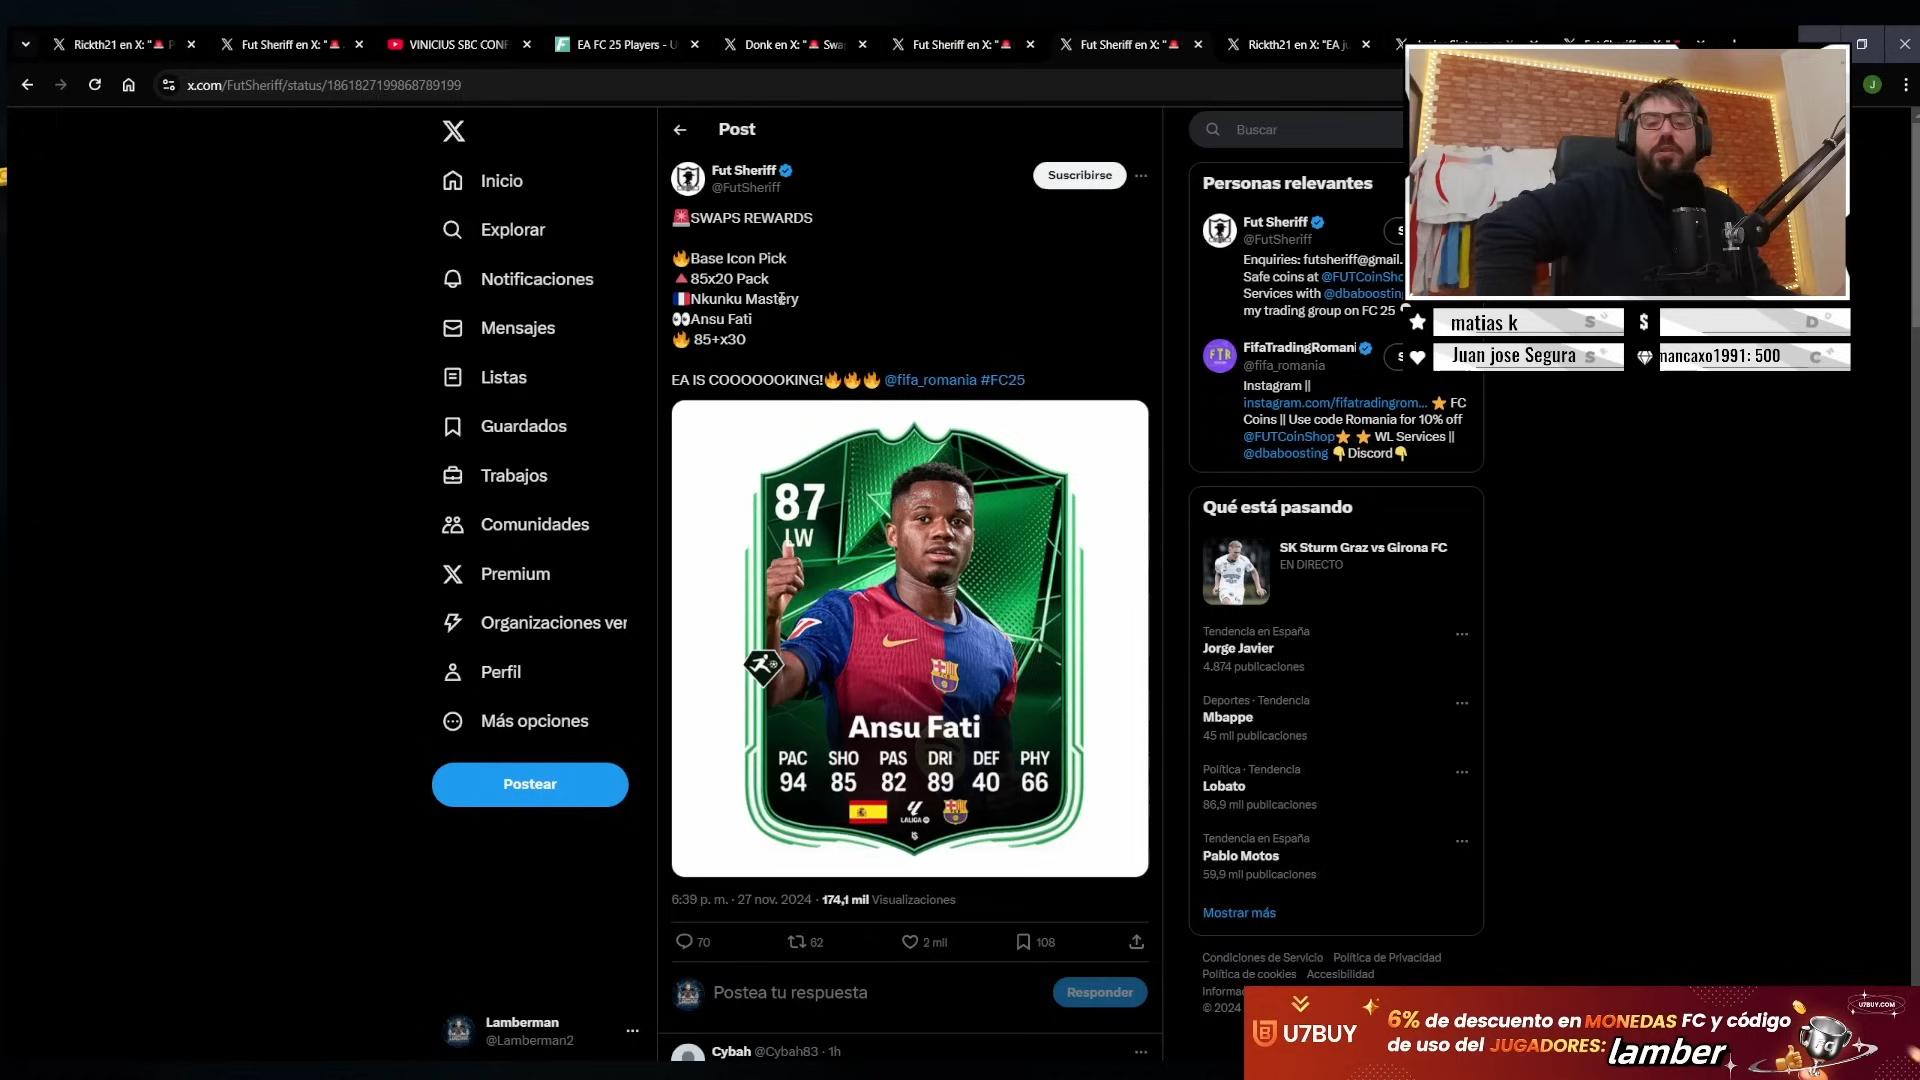 Rickth21 en X: "🚨 P
Fut Sheriff en X: "🚨
VINICIUS SBC CONF
EA FC 25 Players - U
Donk en X: "🚨 Swa
Fut Sheriff en X: "🚨
Fut Sheriff en X: "🚨
Rickth21 en X: "EA j
x.com/FutSheriff/status/1861827199868789199
J
Inicio
Explorar
Notificaciones
Mensajes
Listas
Guardados
Trabajos
Comunidades
Premium
Organizaciones ver
Perfil
Más opciones
Postear
Lamberman
@Lamberman2
Post
Fut Sheriff
@FutSheriff
Suscribirse
🚨SWAPS REWARDS
🔥Base Icon Pick
🔺85x20 Pack
🇫🇷Nkunku Mastery
👀Ansu Fati
🔥 85+x30
EA IS COOOOOOKING!🔥🔥🔥 @fifa_romania #FC25
87
LW
Ansu Fati
PAC SHO PAS DRI DEF PHY
94 85 82 89 40 66
LALIGA
6:39 p. m. · 27 nov. 2024 · 174,1 mil Visualizaciones
70
62
2 mil
108
Postea tu respuesta
Responder
Cybah @Cybah83 · 1h
Buscar
Personas relevantes
Fut Sheriff
@FutSheriff
S
Enquiries: futsheriff@gmail.
Safe coins at @FUTCoinSho
Services with @dbaboosting
my trading group on FC 25 👇
FTR
FifaTradingRomani
@fifa_romania
S
Instagram ||
instagram.com/fifatradingrom... ⭐ FC
Coins || Use code Romania for 10% off
@FUTCoinShop⭐ ⭐ WL Services ||
@dbaboosting 👇Discord👇
Qué está pasando
SK Sturm Graz vs Girona FC
EN DIRECTO
Tendencia en España
Jorge Javier
4.874 publicaciones
Deportes · Tendencia
Mbappe
45 mil publicaciones
Política · Tendencia
Lobato
86,9 mil publicaciones
Tendencia en España
Pablo Motos
59,9 mil publicaciones
Mostrar más
Condiciones de Servicio Política de Privacidad
Política de cookies Accesibilidad
Informac
© 2024
matias k
$
Juan jose Segura
mancaxo1991: 500
U7BUY
6% de descuento en MONEDAS FC y código
de uso del JUGADORES: lamber
U7BUY.COM